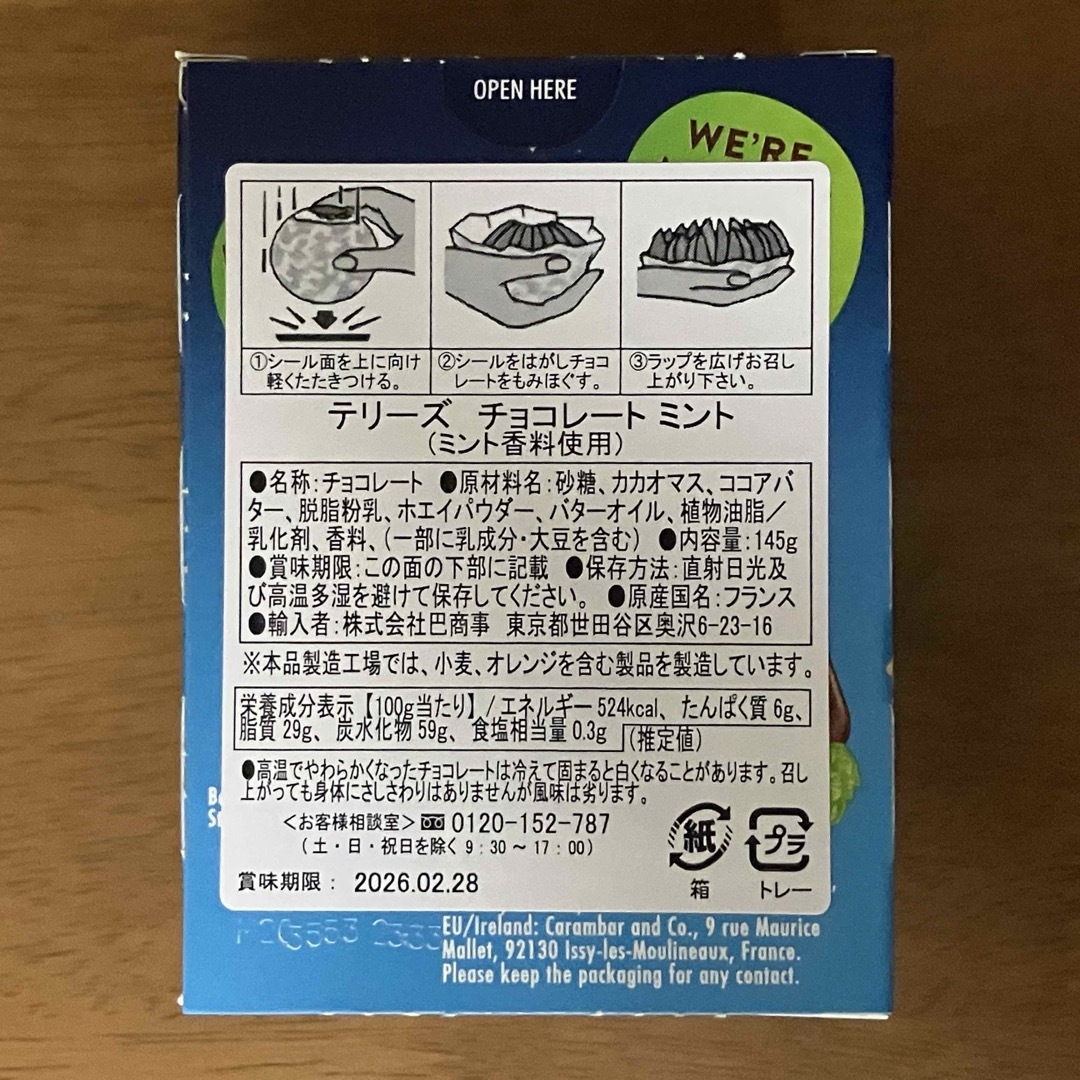 OPEN HERE
WE'RE
①シール面を上に向け
軽くたたきつける。
②シールをはがしチョコ
レートをもみほぐす。
③ラップを広げお召し
上がり下さい。
テリーズ チョコレート ミント
(ミント香料使用)
●名称:チョコレート ●原材料名:砂糖、カカオマス、ココアバ
ター、脱脂粉乳、ホエイパウダー、バターオイル、植物油脂/
乳化剤、香料、(一部に乳成分・大豆を含む) ●内容量:145g
●賞味期限:この面の下部に記載 ●保存方法:直射日光及
び高温多湿を避けて保存してください。 ●原産国名:フランス
●輸入者:株式会社巴商事 東京都世田谷区奥沢6-23-16
※本品製造工場では、小麦、オレンジを含む製品を製造しています。
栄養成分表示【100g当たり】/エネルギー524kcal、たんぱく質6g、
脂質29g、炭水化物59g、食塩相当量0.3g (推定値)
●高温でやわらかくなったチョコレートは冷えて固まると白くなることがあります。召し
上がっても身体にさしさわりはありませんが風味は劣ります。
<お客様相談室> 0120-152-787
(土・日・祝日を除く9:30~17:00)
紙
箱
プラ
トレー
賞味期限: 2026.02.28
EU/Ireland: Carambar and Co., 9 rue Maurice
Mallet, 92130 Issy-les-Moulineaux, France.
Please keep the packaging for any contact.